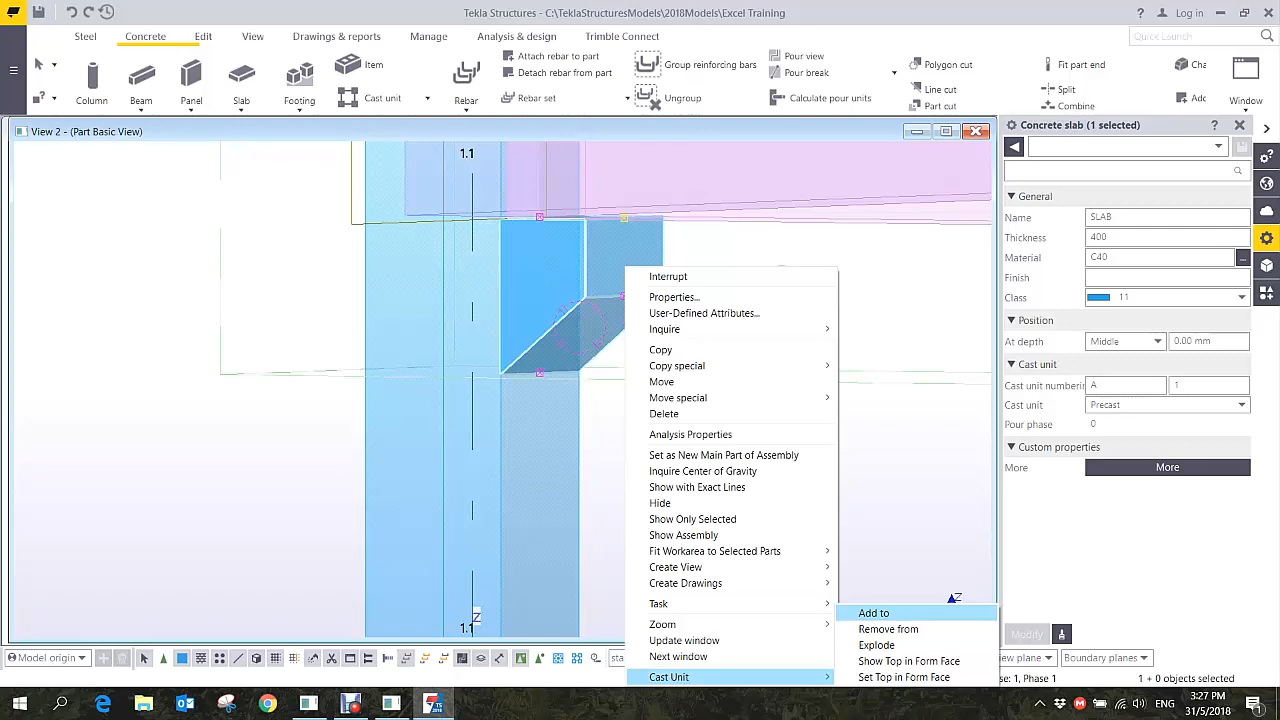 Tekla Structures - C:\TeklaStructuresModels\2018Models\Excel Training
? Log in
Steel Concrete Edit View Drawings & reports Manage Analysis & design Trimble Connect
Quick Launch
Column
Beam
Panel
Slab
Footing
Item
Cast unit
Rebar
Attach rebar to part
Detach rebar from part
Rebar set
Group reinforcing bars
Ungroup
Pour view
Pour break
Calculate pour units
Polygon cut
Line cut
Part cut
Fit part end
Split
Combine
Cha
Adc
Window
View 2 - (Part Basic View)
1.1
1.1
Z
Z
Interrupt
Properties...
User-Defined Attributes...
Inquire
Copy
Copy special
Move
Move special
Delete
Analysis Properties
Set as New Main Part of Assembly
Inquire Center of Gravity
Show with Exact Lines
Hide
Show Only Selected
Show Assembly
Fit Workarea to Selected Parts
Create View
Create Drawings
Task
Zoom
Update window
Next window
Cast Unit
Add to
Remove from
Explode
Show Top in Form Face
Set Top in Form Face
Concrete slab (1 selected)
?
General
Name SLAB
Thickness 400
Material C40
...
Finish
Class 11
Position
At depth Middle 0.00 mm
Cast unit
Cast unit numberin A 1
Cast unit Precast
Pour phase 0
Custom properties
More More
Modify
Model origin
sta
view plane Boundary planes
se: 1, Phase 1 1 + 0 objects selected
3:27 PM
31/5/2018